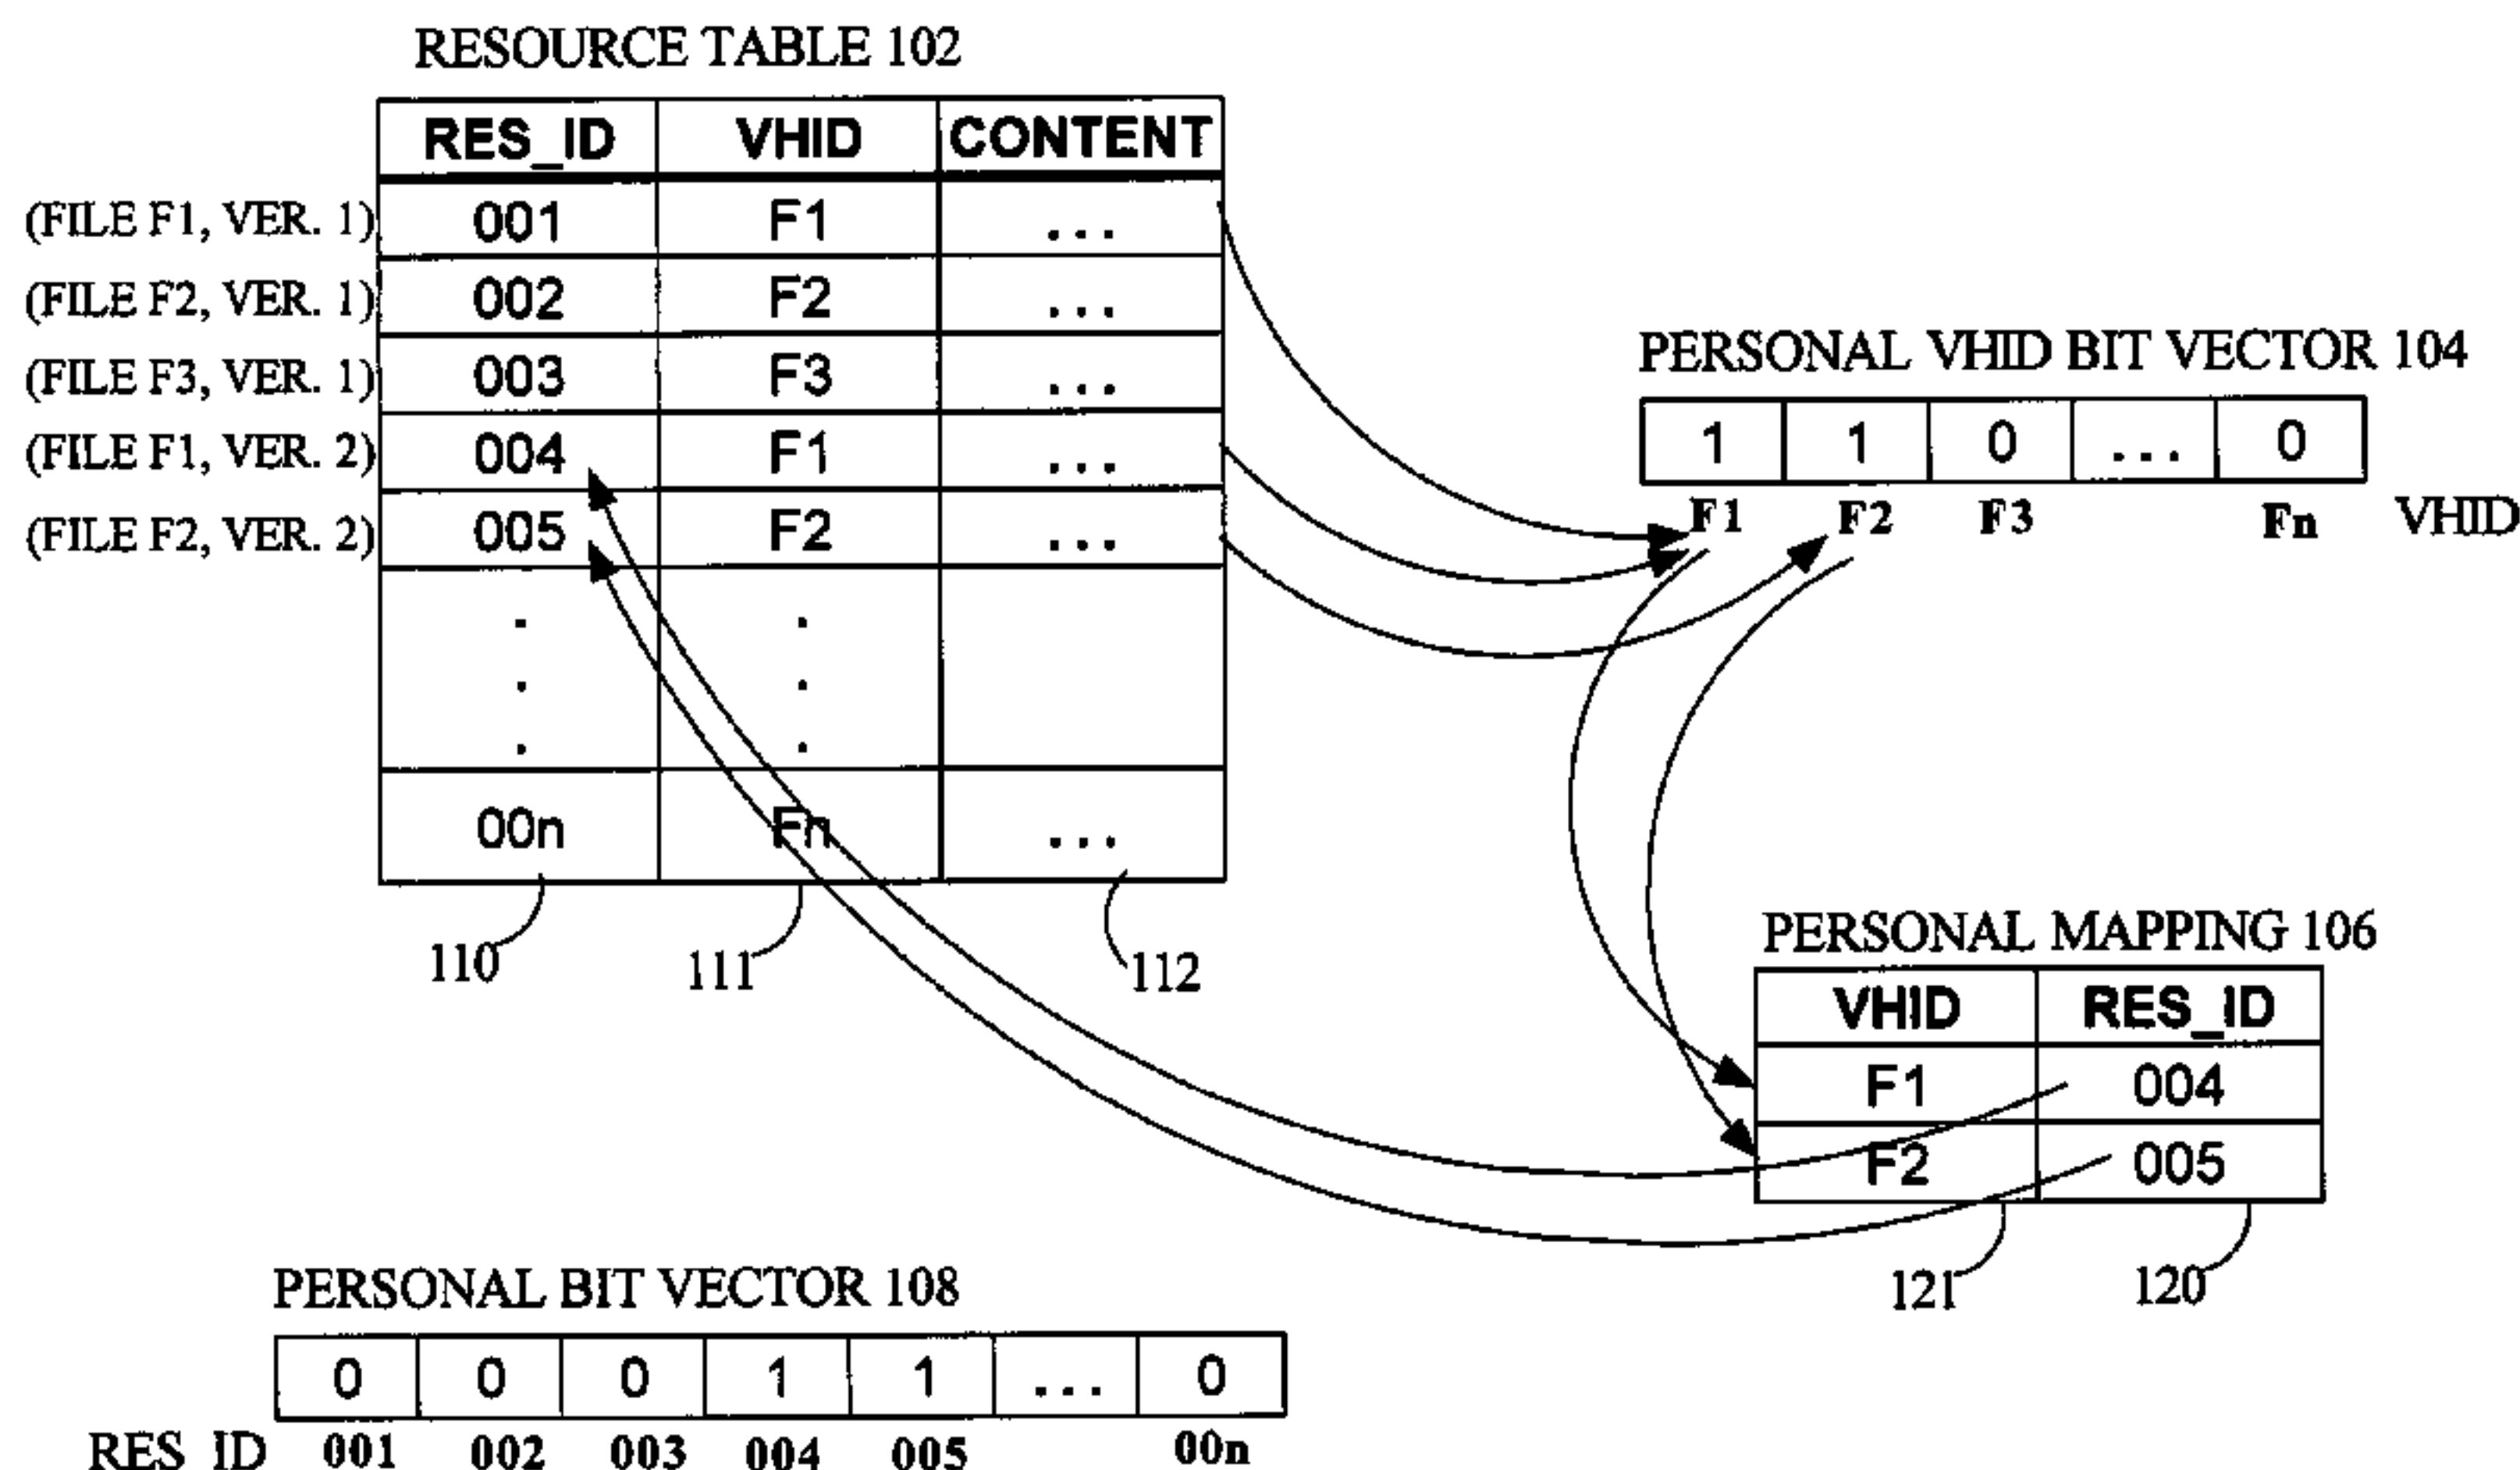 RESOURCE TABLE 102
RES_ID VHID CONTENT
(FILE F1, VER. 1) 001 F1 ...
(FILE F2, VER. 1) 002 F2 ...
(FILE F3, VER. 1) 003 F3 ...
(FILE F1, VER. 2) 004 F1 ...
(FILE F2, VER. 2) 005 F2 ...
. .
. .
. .
00n Fn ...
110 111 112
PERSONAL VHID BIT VECTOR 104
1 1 0 ... 0
F1 F2 F3 Fn VHID
PERSONAL MAPPING 106
VHID RES_ID
F1 004
F2 005
121 120
PERSONAL BIT VECTOR 108
0 0 0 1 1 ... 0
RES_ID 001 002 003 004 005 00n